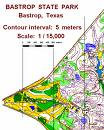 BASTROP STATE PARK
Bastrop, Texas
Contour interval: 5 meters
Scale: 1 / 15,000